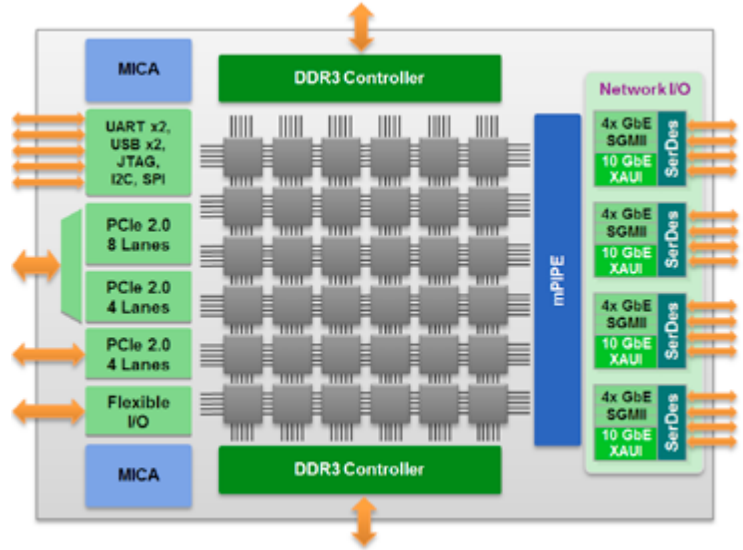 MICA
DDR3 Controller
Network I/O
UART x2,
USB x2,
JTAG,
I2C, SPI
PCIe 2.0
8 Lanes
PCIe 2.0
4 Lanes
PCIe 2.0
4 Lanes
Flexible
I/O
MICA
mPIPE
4x GbE
SGMII
10 GbE
XAUI
SerDes
4x GbE
SGMII
10 GbE
XAUI
SerDes
4x GbE
SGMII
10 GbE
XAUI
SerDes
4x GbE
SGMII
10 GbE
XAUI
SerDes
DDR3 Controller